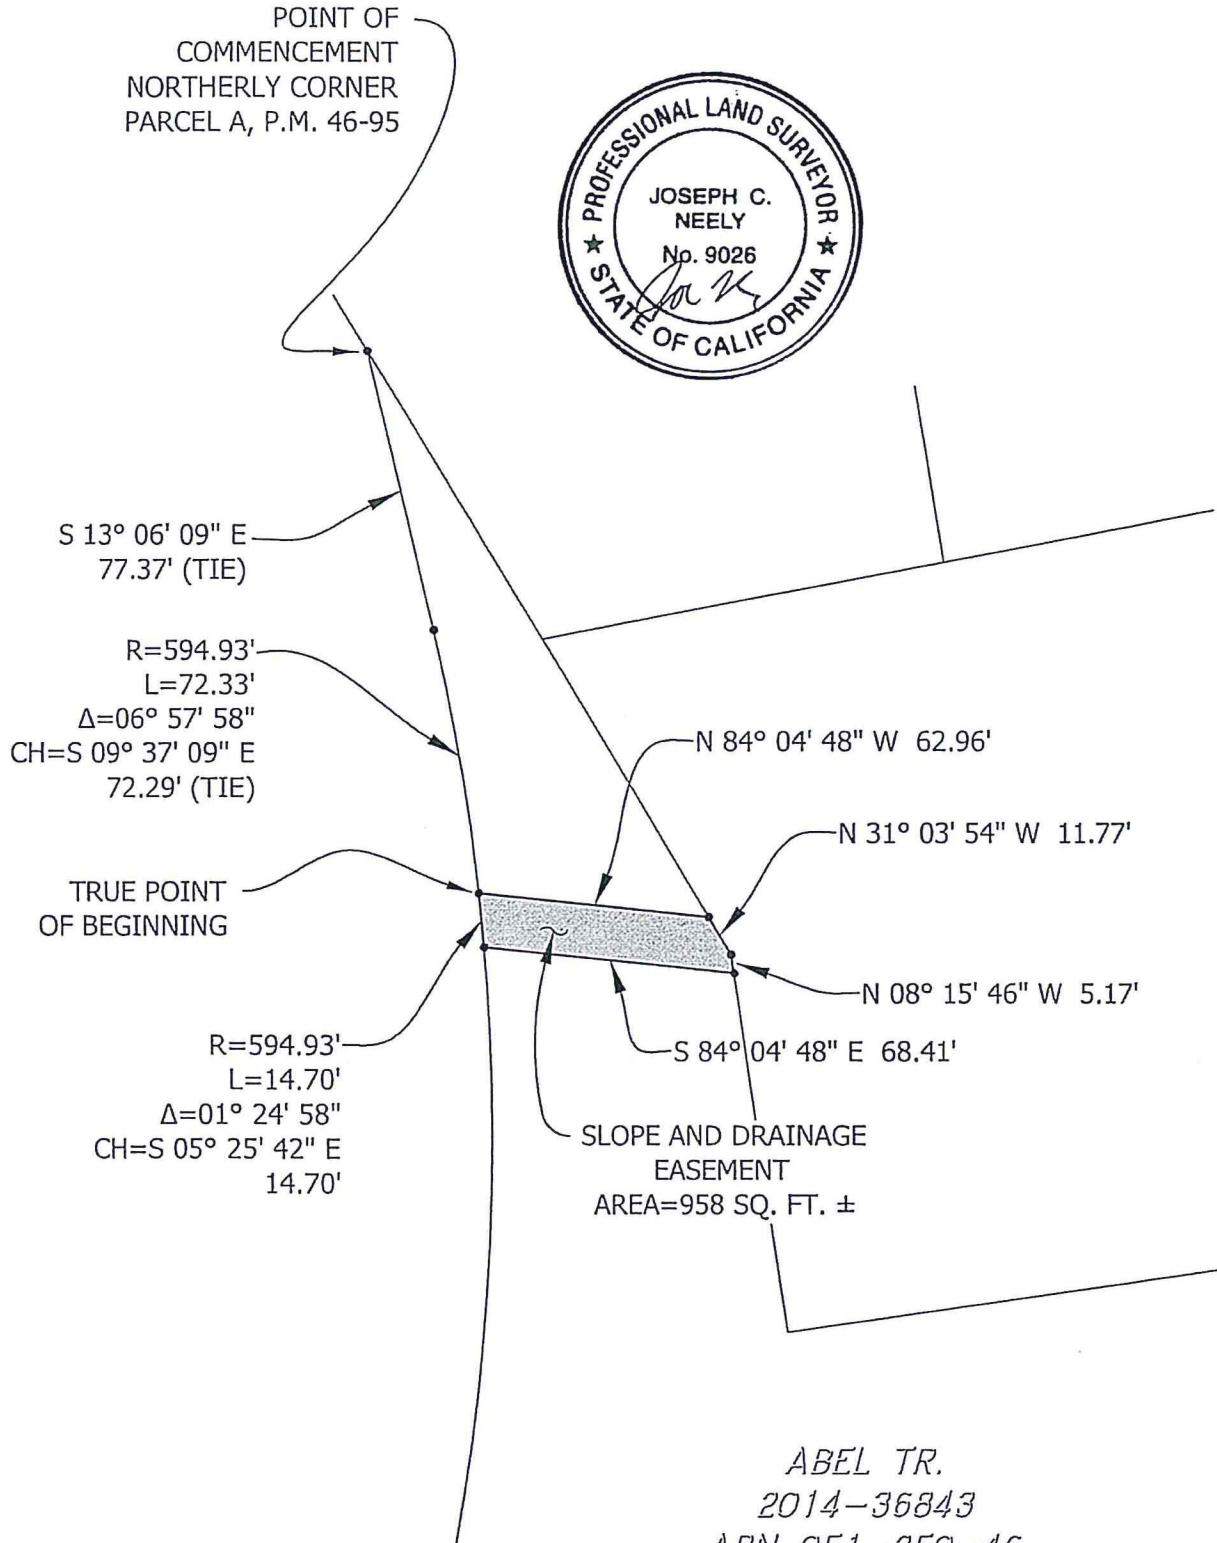 POINT OF
COMMENCEMENT
NORTHERLY CORNER
PARCEL A, P.M. 46-95
PROFESSIONAL LAND SURVEYOR
JOSEPH C.
NEELY
No. 9026
STATE OF CALIFORNIA
S 13° 06' 09" E
77.37' (TIE)
R=594.93'
L=72.33'
Δ=06° 57' 58"
CH=S 09° 37' 09" E
72.29' (TIE)
N 84° 04' 48" W 62.96'
N 31° 03' 54" W 11.77'
TRUE POINT
OF BEGINNING
N 08° 15' 46" W 5.17'
R=594.93'
L=14.70'
Δ=01° 24' 58"
CH=S 05° 25' 42" E
14.70'
S 84° 04' 48" E 68.41'
SLOPE AND DRAINAGE
EASEMENT
AREA=958 SQ. FT. ±
ABEL TR.
2014-36843